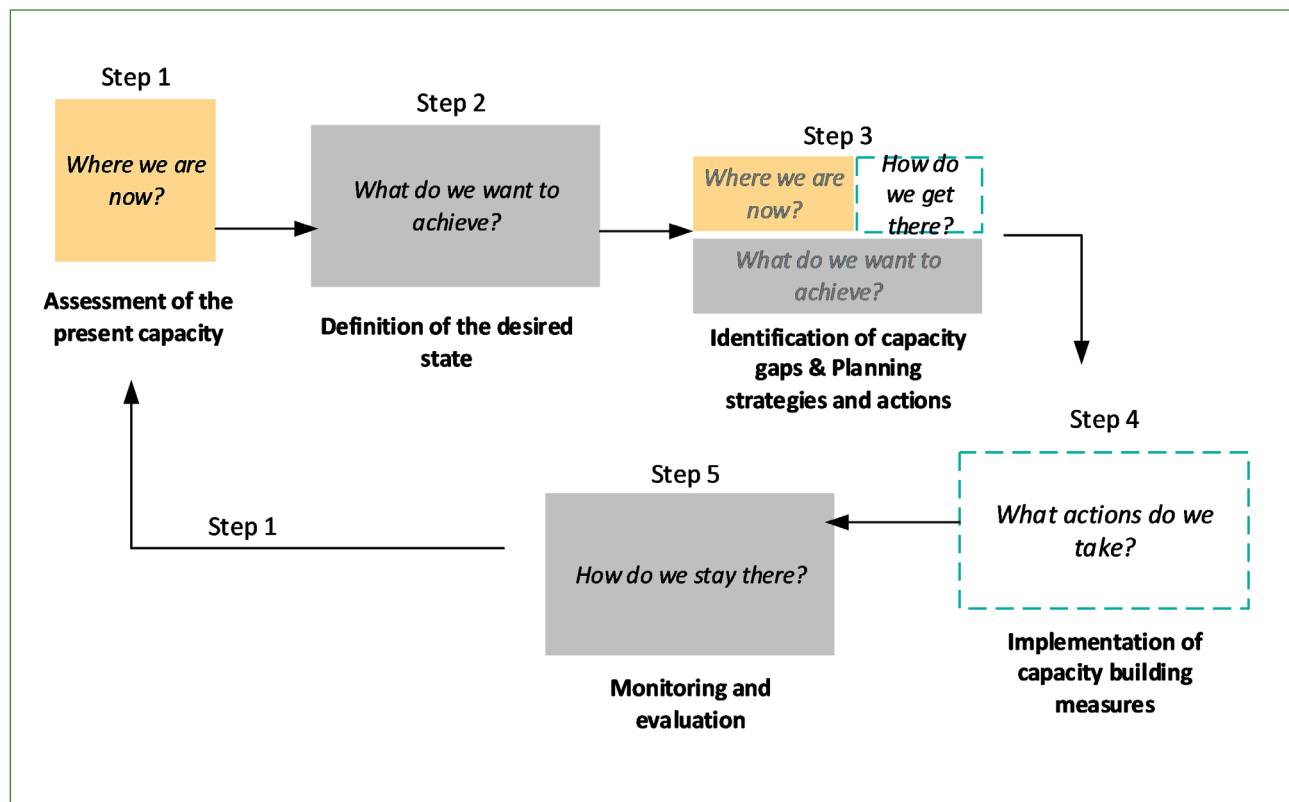 Step 1
Where we are
now?
Assessment of the
present capacity
Step 2
What do we want to
achieve?
Definition of the desired
state
Step 3
Where we are
now?
How do
we get
there?
What do we want to
achieve?
Identification of capacity
gaps & Planning
strategies and actions
Step 4
What actions do we
take?
Implementation of
capacity building
measures
Step 5
How do we stay there?
Monitoring and
evaluation
Step 1